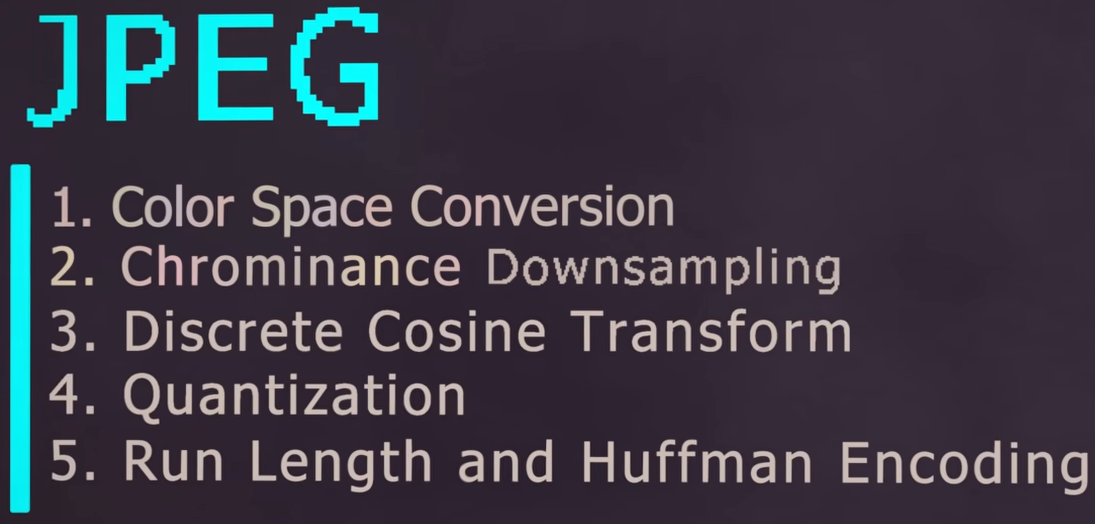 JPEG
1. Color Space Conversion
2. Chrominance Downsampling
3. Discrete Cosine Transform
4. Quantization
5. Run Length and Huffman Encoding